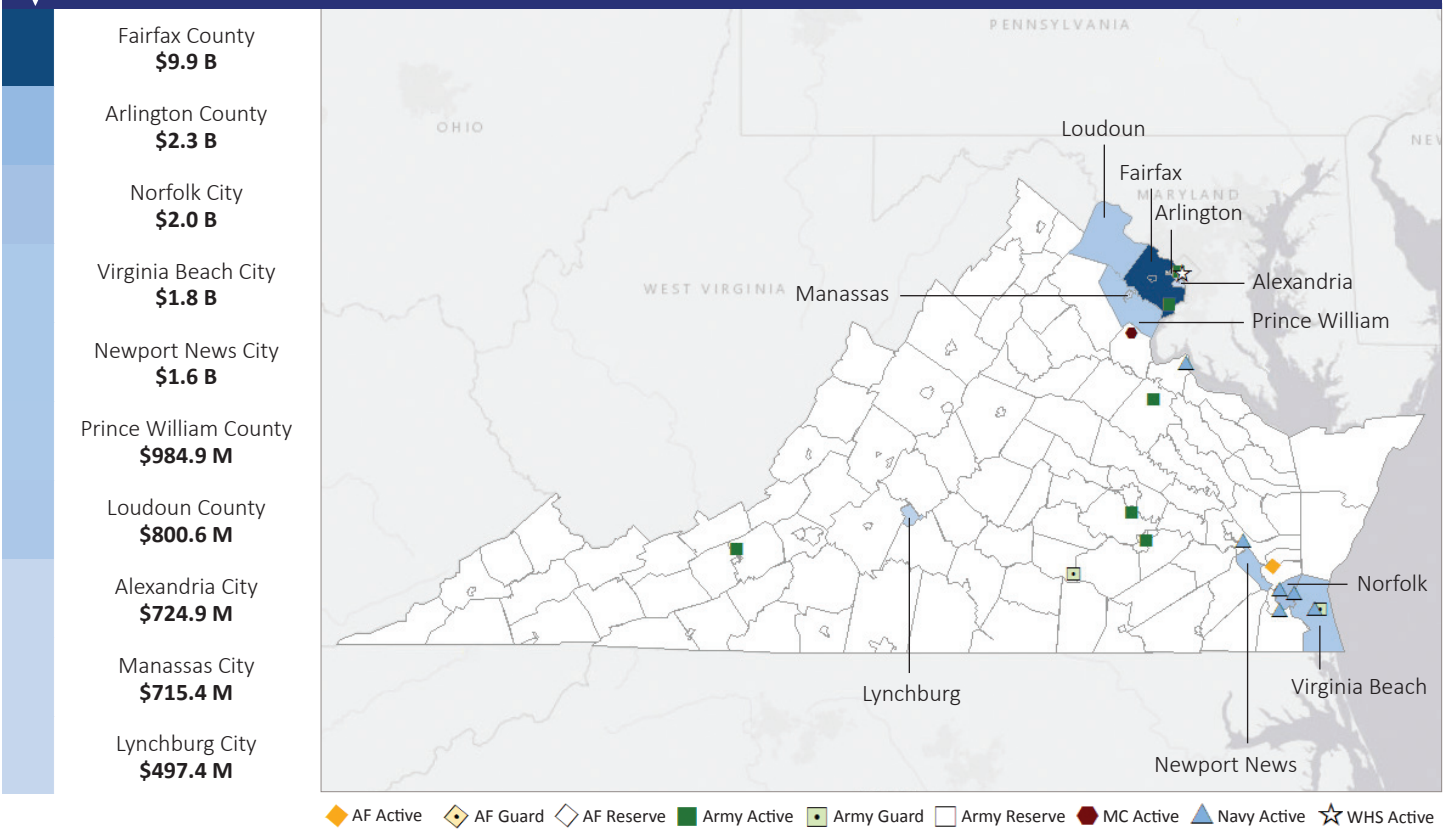 Fairfax County
$9.9 B
Arlington County
$2.3 B
Norfolk City
$2.0 B
Virginia Beach City
$1.8 B
Newport News City
$1.6 B
Prince William County
$984.9 M
Loudoun County
$800.6 M
Alexandria City
$724.9 M
Manassas City
$715.4 M
Lynchburg City
$497.4 M
PENNSYLVANIA
OHIO
NEW
Loudoun
Fairfax
MARYLAND
Arlington
WEST VIRGINIA
Manassas
Alexandria
Prince William
Norfolk
Lynchburg
Virginia Beach
Newport News
AF Active AF Guard AF Reserve Army Active Army Guard Army Reserve MC Active Navy Active WHS Active